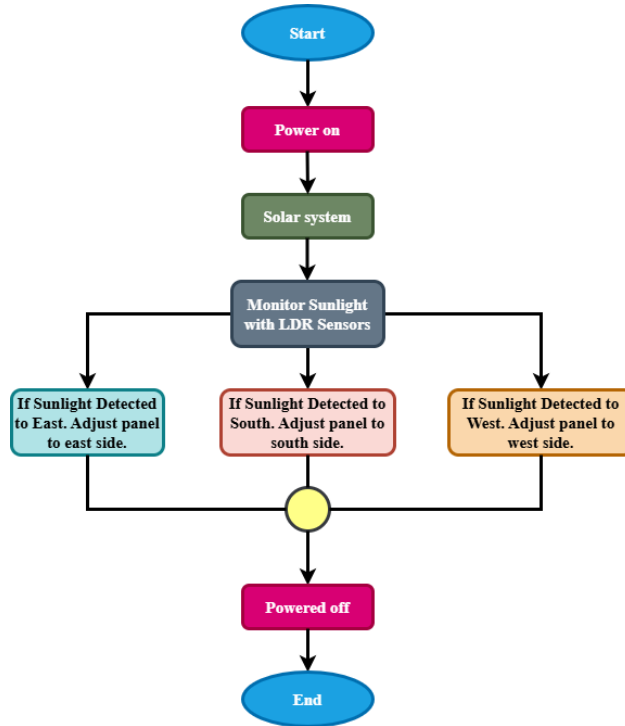 Start
Power on
Solar system
Monitor Sunlight
with LDR Sensors
If Sunlight Detected
to East. Adjust panel
to east side.
If Sunlight Detected to
South. Adjust panel to
south side.
If Sunlight Detected to
West. Adjust panel to
west side.
Powered off
End